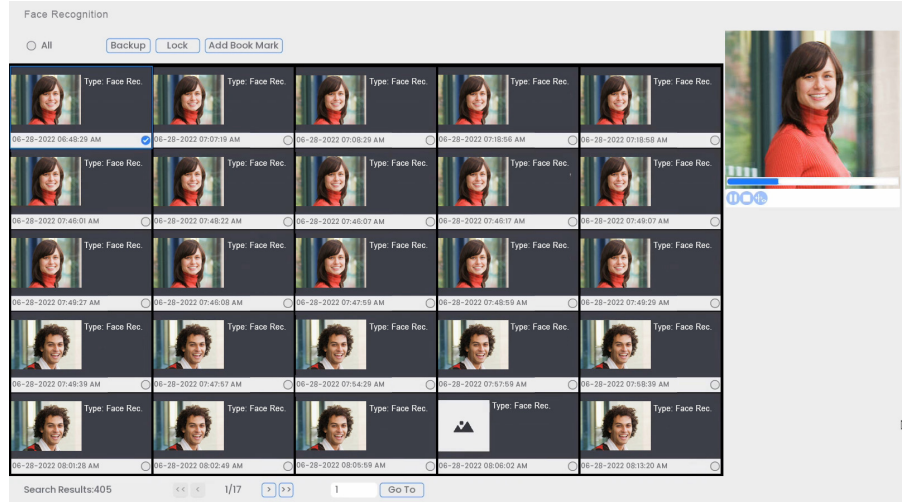 Face Recognition
All Backup Lock Add Book Mark
Type: Face Rec. Type: Face Rec. Type: Face Rec. Type: Face Rec. Type: Face Rec.
06-28-2022 06:48:29 AM 06-28-2022 07:07:19 AM 06-28-2022 07:08:29 AM 06-28-2022 07:18:56 AM 06-28-2022 07:18:58 AM
Type: Face Rec. Type: Face Rec. Type: Face Rec. Type: Face Rec. Type: Face Rec.
06-28-2022 07:46:01 AM 06-28-2022 07:48:22 AM 06-28-2022 07:46:07 AM 06-28-2022 07:46:17 AM 06-28-2022 07:49:07 AM
Type: Face Rec. Type: Face Rec. Type: Face Rec. Type: Face Rec. Type: Face Rec.
06-28-2022 07:49:27 AM 06-28-2022 07:46:08 AM 06-28-2022 07:47:59 AM 06-28-2022 07:48:59 AM 06-28-2022 07:49:29 AM
Type: Face Rec. Type: Face Rec. Type: Face Rec. Type: Face Rec. Type: Face Rec.
06-28-2022 07:49:39 AM 06-28-2022 07:47:57 AM 06-28-2022 07:54:29 AM 06-28-2022 07:57:59 AM 06-28-2022 07:58:39 AM
Type: Face Rec. Type: Face Rec. Type: Face Rec. Type: Face Rec. Type: Face Rec.
06-28-2022 08:01:28 AM 06-28-2022 08:02:49 AM 06-28-2022 08:05:59 AM 06-28-2022 08:06:02 AM 06-28-2022 08:13:20 AM
Search Results:405 << < 1/17 > >> 1 Go To